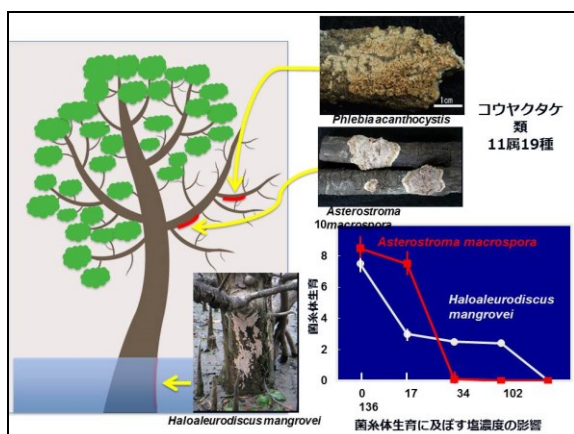 1cm
Phlebia acanthocystis
コウヤクタケ
類
11属19種
Asterostroma
macrospora
Haloaleurodiscus mangrovei
10
8
6
4
2
0
菌糸体生育
Asterostroma macrospora
Haloaleurodiscus
mangrovei
0 17 34 102
136
菌糸体生育に及ぼす塩濃度の影響